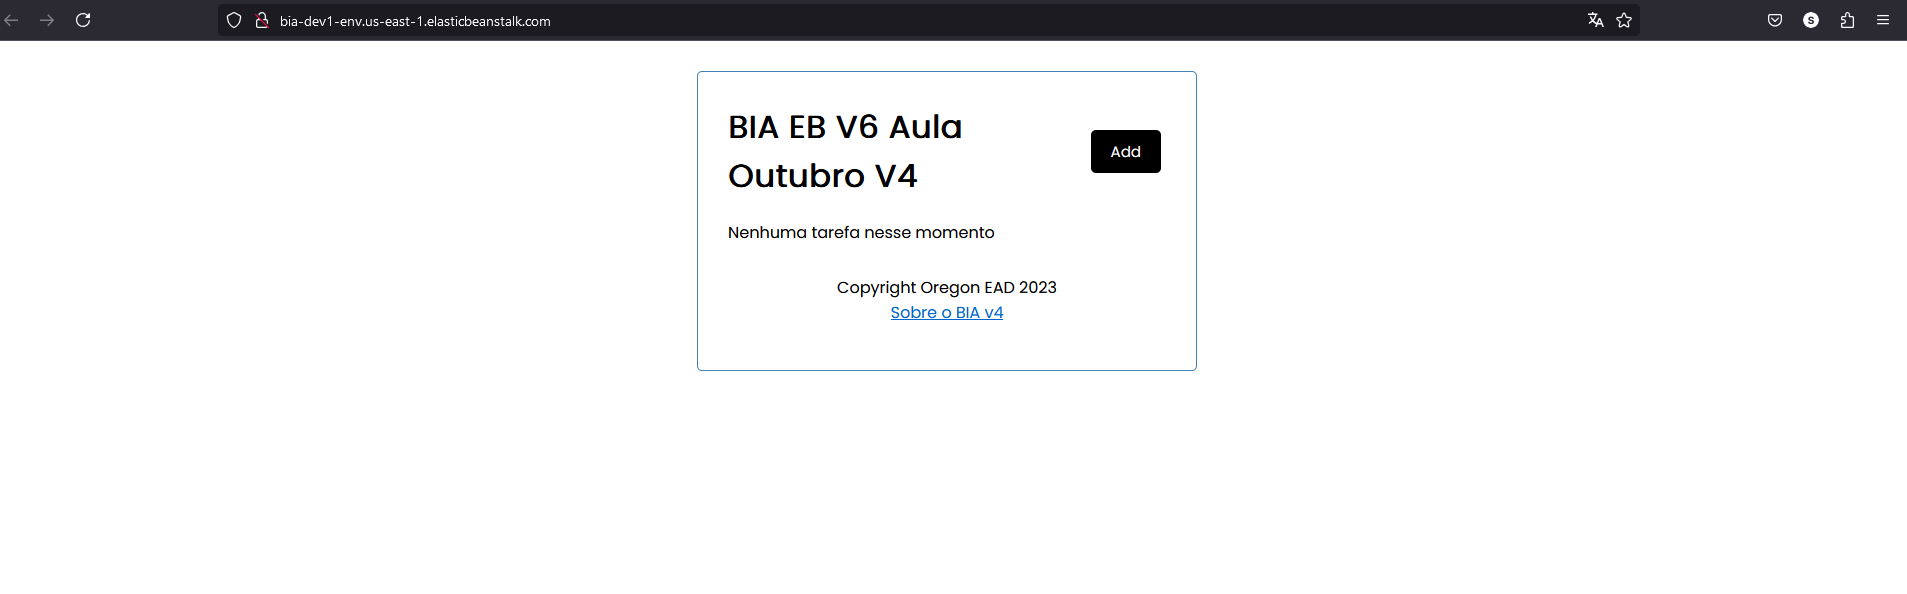 bia-dev1-env.us-east-1.elasticbeanstalk.com
S
BIA EB V6 Aula
Outubro V4
Add
Nenhuma tarefa nesse momento
Copyright Oregon EAD 2023
Sobre o BIA v4